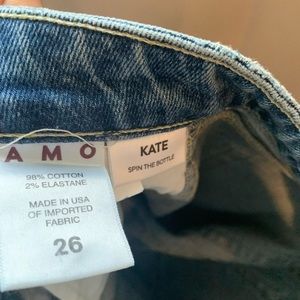 AMO
KATE
SPIN THE BOTTLE
98% COTTON
2% ELASTANE
MADE IN USA
OF IMPORTED
FABRIC
26